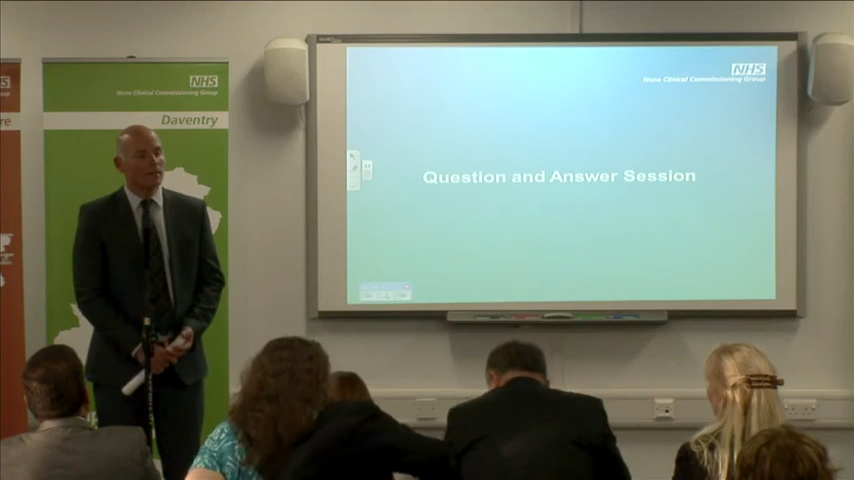 NHS
Nene Clinical Commissioning Group
Daventry
NHS
Nene Clinical Commissioning Group
Question and Answer Session